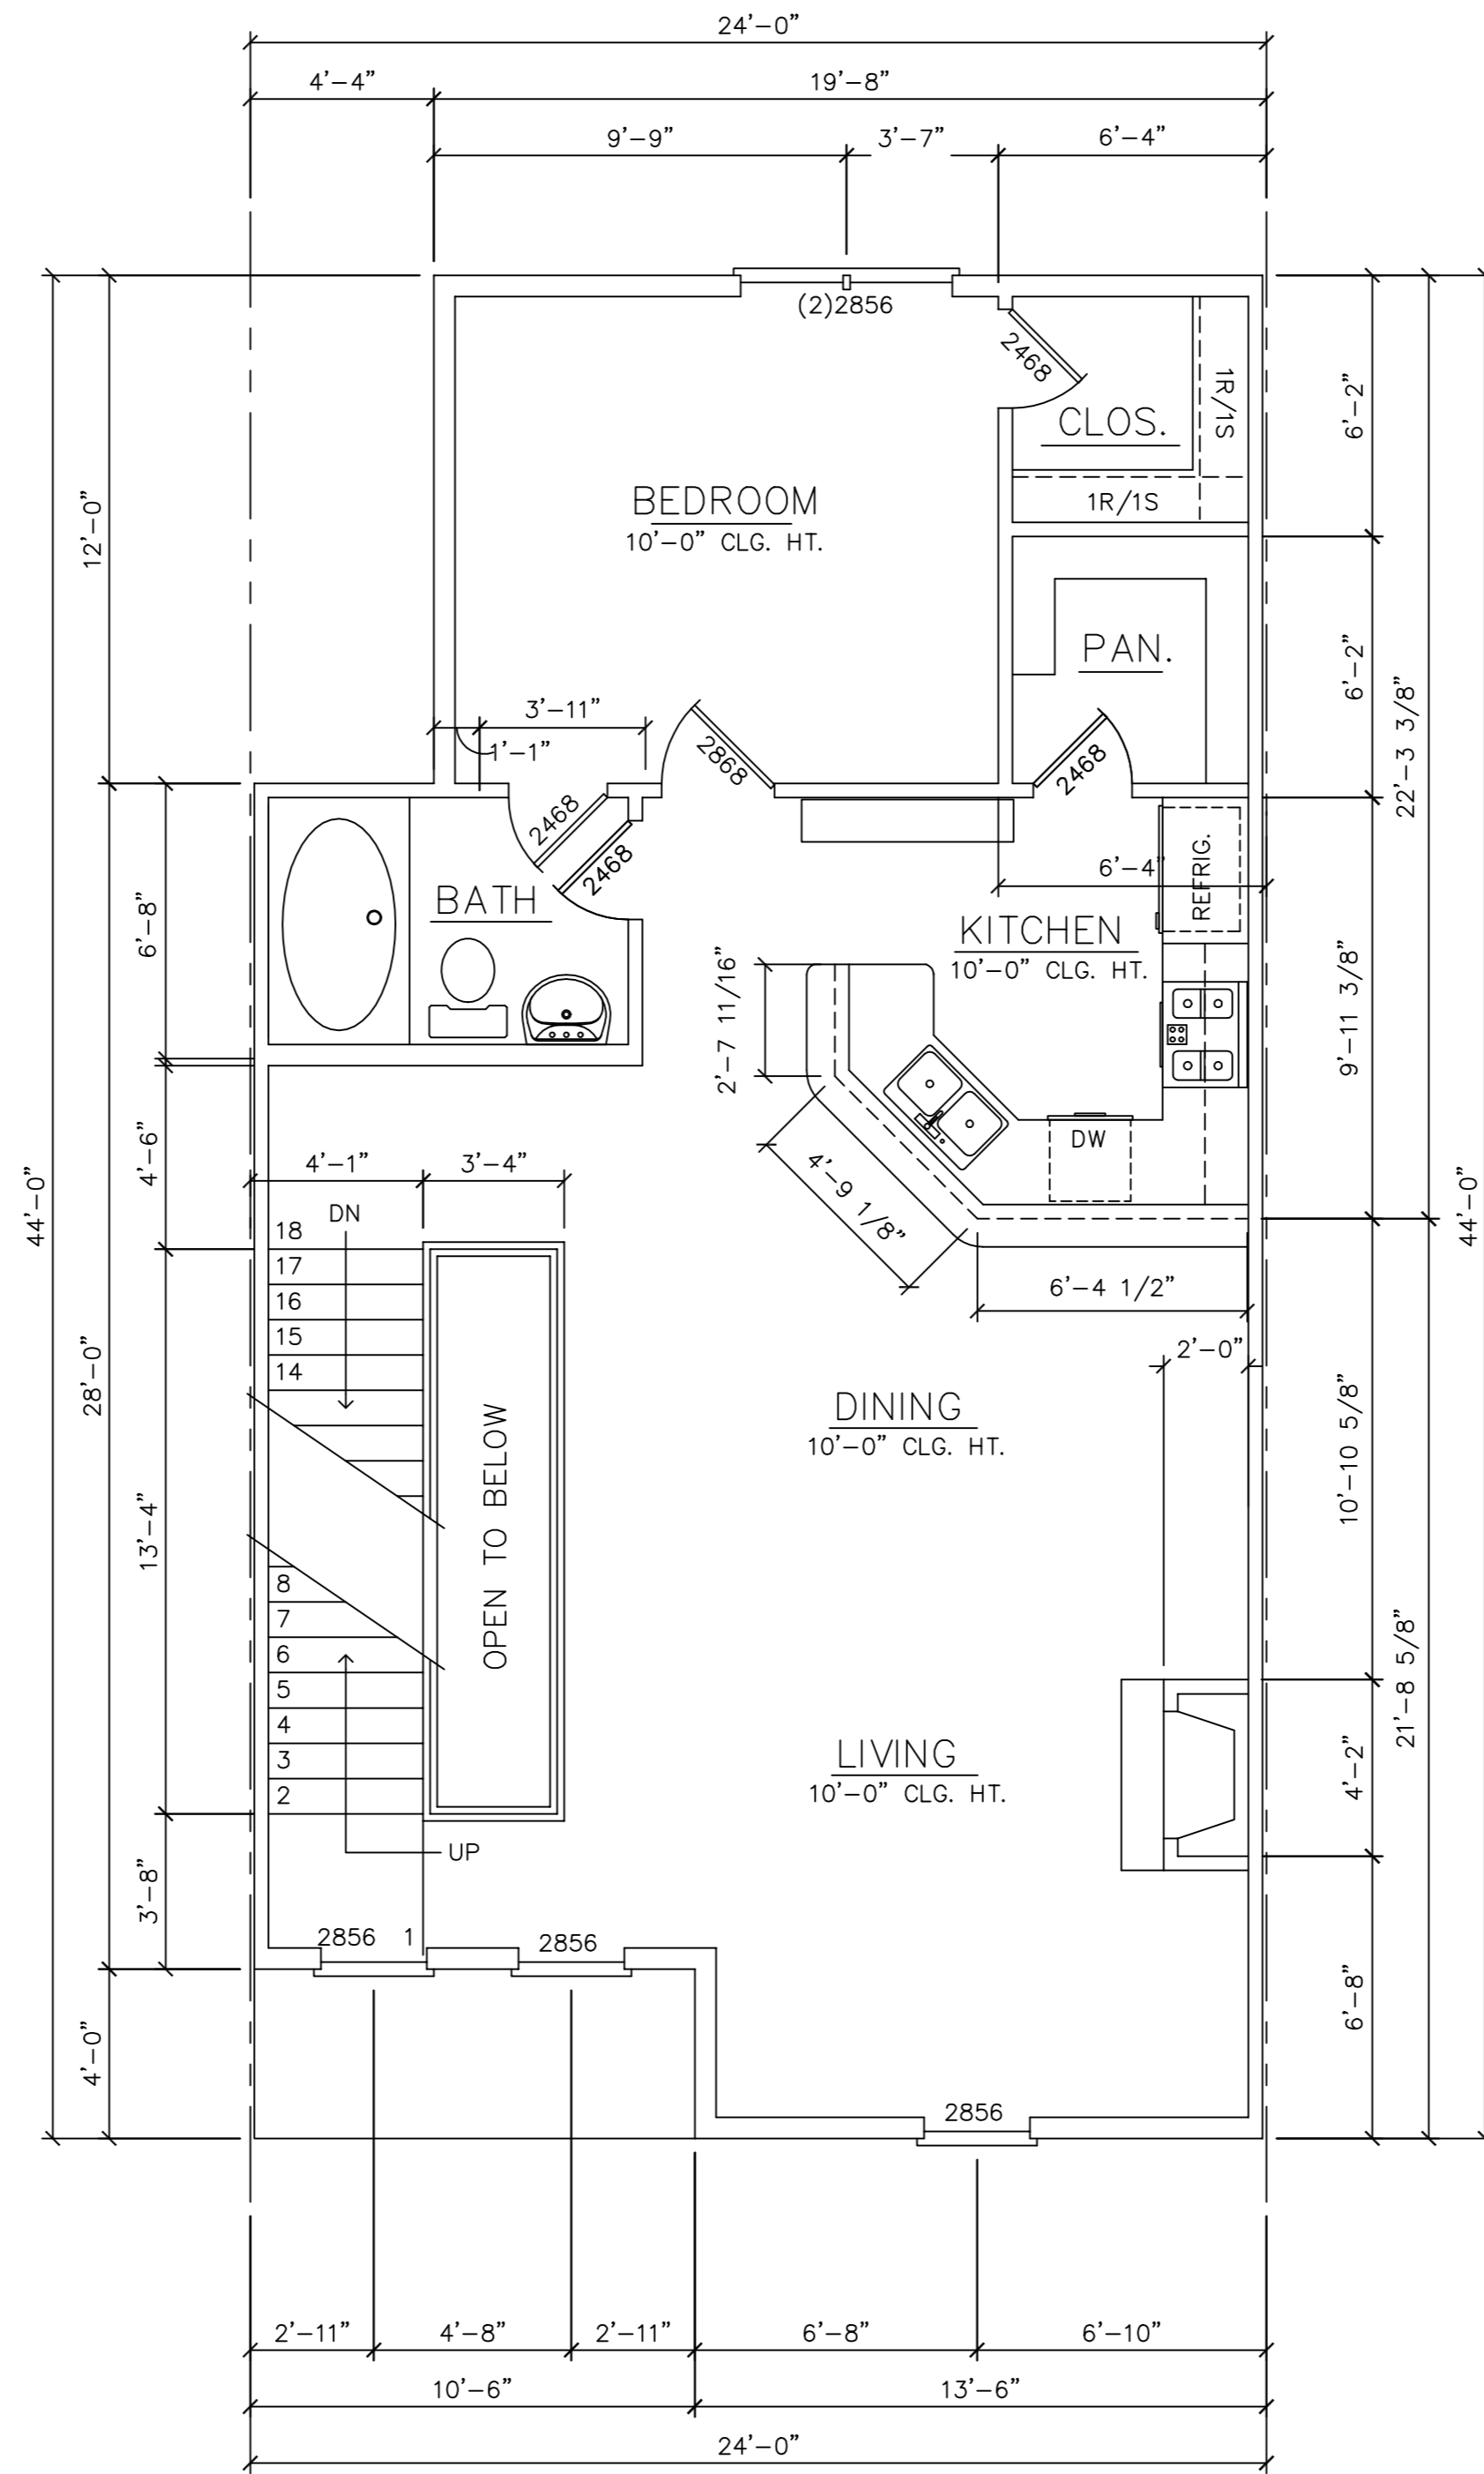 24'-0"
4'-4" 19'-8"
9'-9" 3'-7" 6'-4"
(2)2856
2468
1R/1S
CLOS.
1R/1S
6'-2"
BEDROOM
10'-0" CLG. HT.
12'-0"
PAN.
6'-2"
22'-3 3/8"
3'-11"
1'-1"
2868
2468
2468
2468
6'-4"
REFRIG.
BATH
6'-8"
KITCHEN
10'-0" CLG. HT.
2'-7 11/16"
9'-11 3/8"
DW
4'-6"
44'-0"
44'-0"
4'-1" 3'-4"
4'-9 1/8"
DN
18
17
16
15
14
6'-4 1/2"
2'-0"
28'-0"
DINING
10'-0" CLG. HT.
10'-10 5/8"
OPEN TO BELOW
13'-4"
8
7
6
5
4
3
2
21'-8 5/8"
LIVING
10'-0" CLG. HT.
4'-2"
UP
3'-8"
2856 1 2856
6'-8"
4'-0"
2856
2'-11" 4'-8" 2'-11" 6'-8" 6'-10"
10'-6" 13'-6"
24'-0"